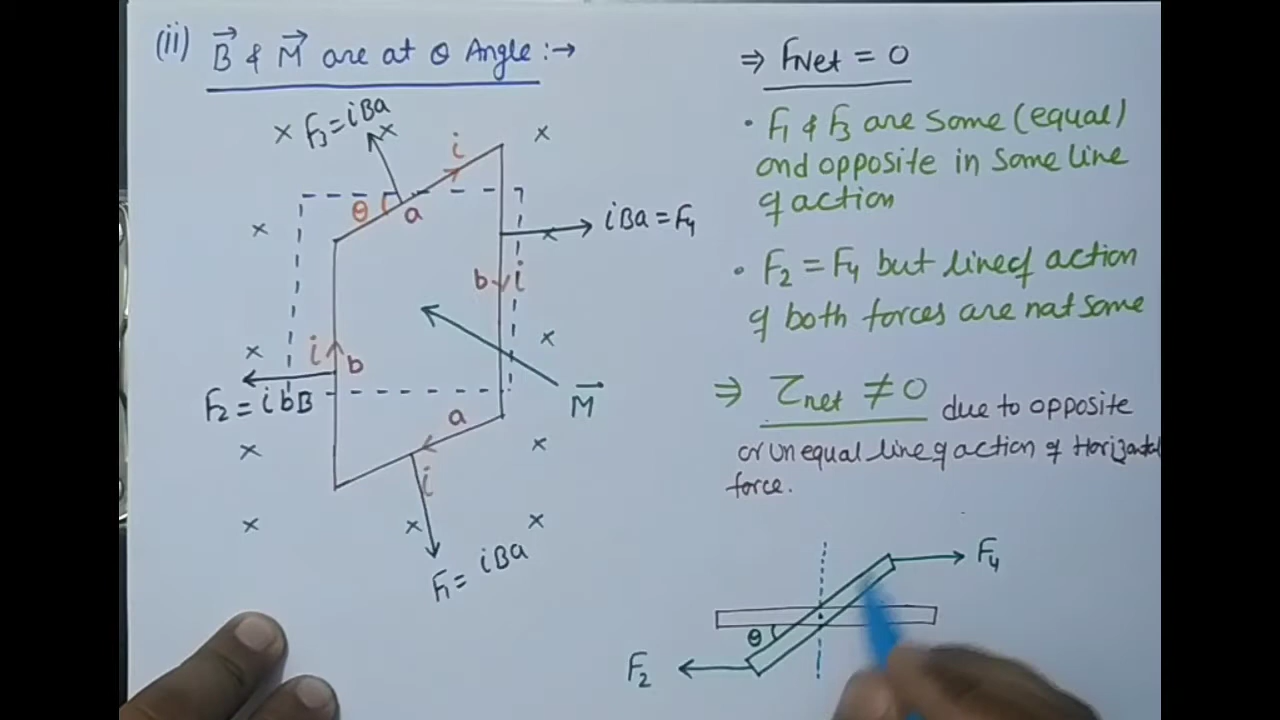 (ii) B & M are at θ Angle:→
× F3 = iBa
×
×
i
θ
a
×
×
iBa = F4
b
i
×
×
i
b
F2 = ibB
M
a
×
×
i
×
×
×
F1 = iBa
⇒ FNet = 0
• F1 & F3 are same (equal)
and opposite in same line
of action
• F2 = F4 but line of action
of both forces are not same
⇒ τnet ≠ 0 due to opposite
or unequal line of action of Horizontal
force.
F4
θ
F2